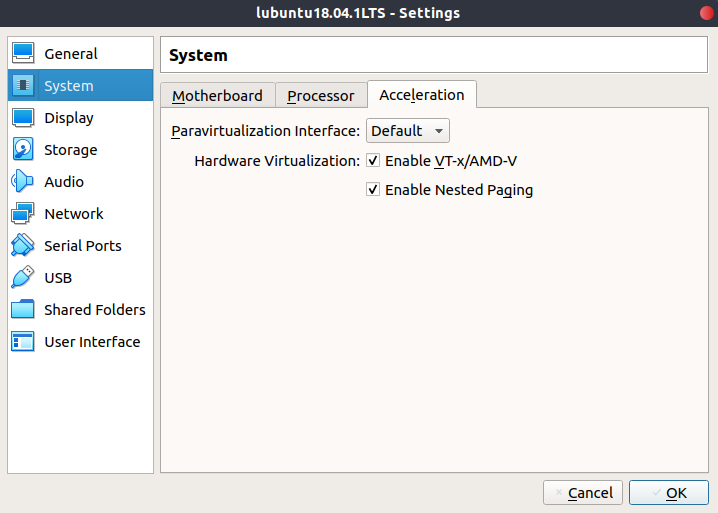 lubuntu18.04.1LTS - Settings
General
System
Display
Storage
Audio
Network
Serial Ports
USB
Shared Folders
User Interface
System
Motherboard Processor Acceleration
Paravirtualization Interface: Default
Hardware Virtualization: Enable VT-x/AMD-V
Enable Nested Paging
Cancel OK